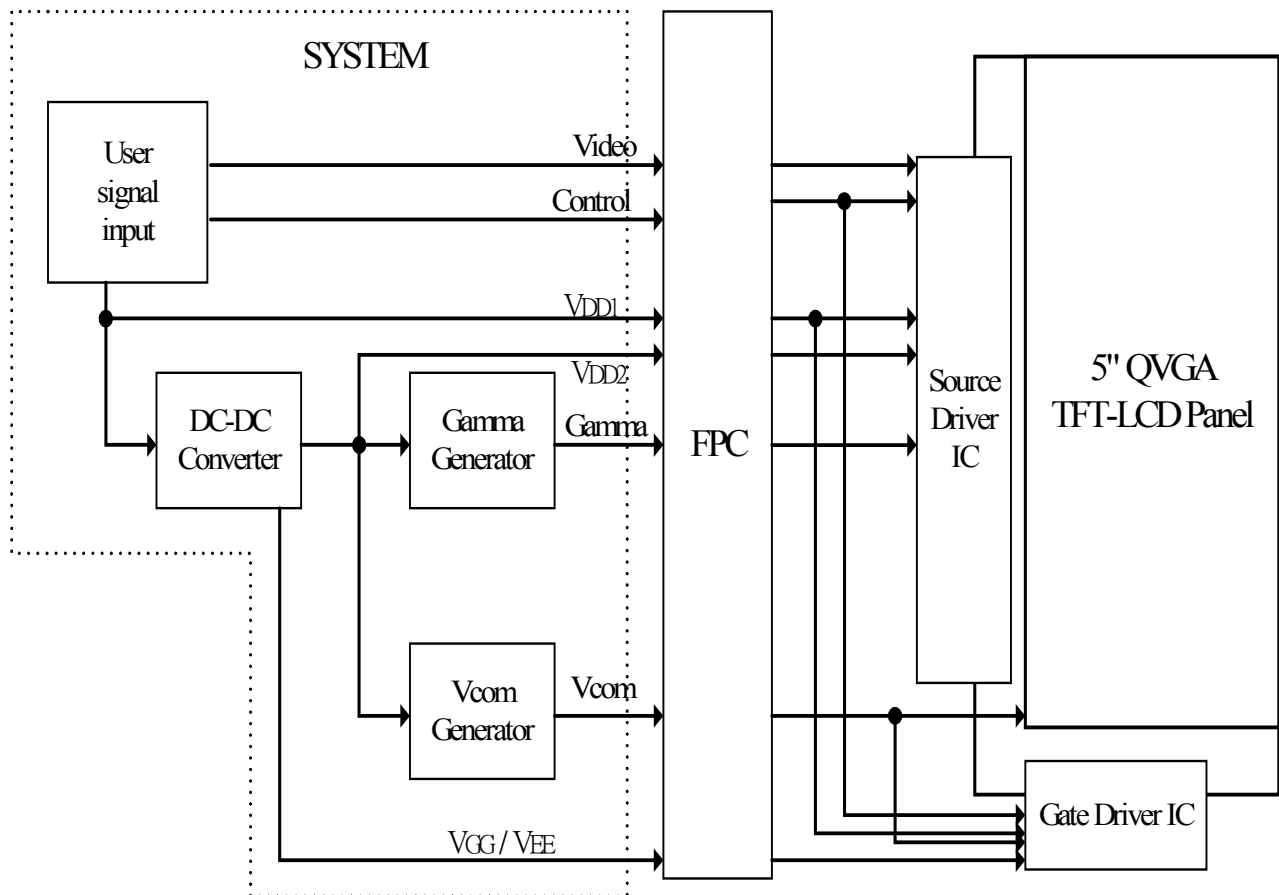 SYSTEM
User
signal
input
Video
Control
VDD1
VDD2
DC-DC
Converter
Gamma
Generator
Gamma
FPC
Source
Driver
IC
5" QVGA
TFT-LCD Panel
Vcom
Generator
Vcom
Gate Driver IC
VGG / VEE